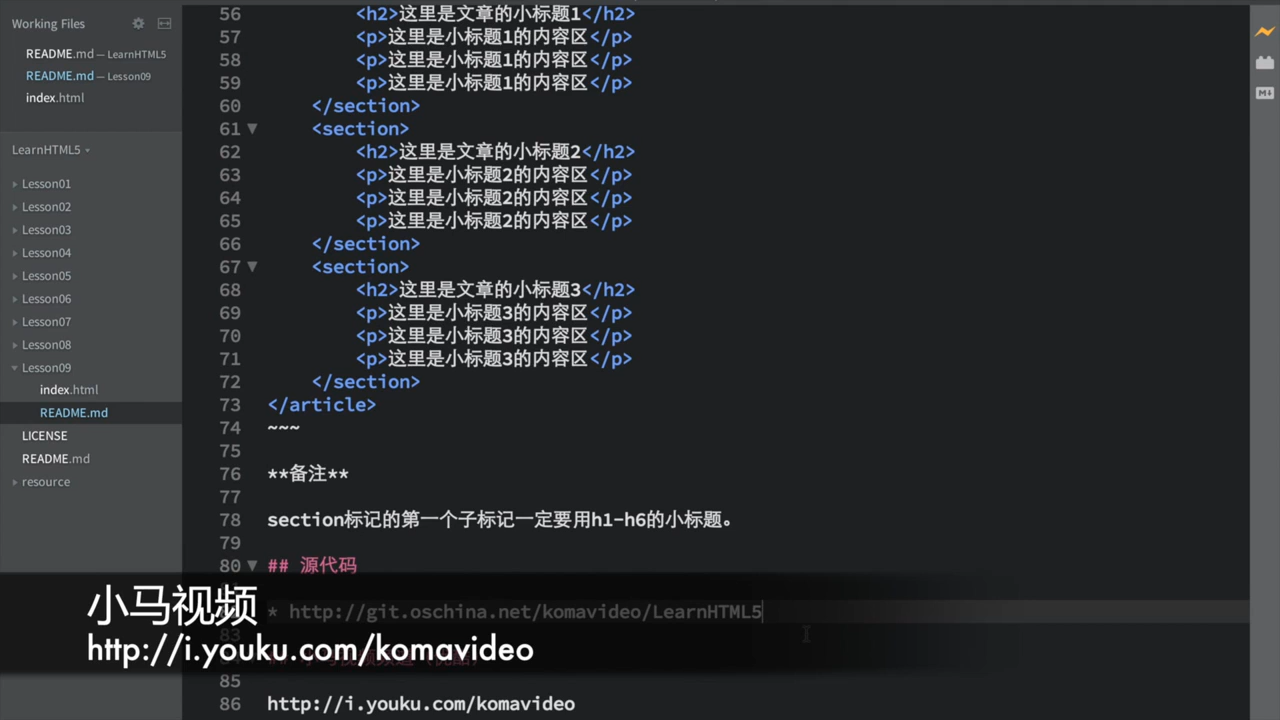 Working Files
README.md — LearnHTML5
README.md — Lesson09
index.html
LearnHTML5
Lesson01
Lesson02
Lesson03
Lesson04
Lesson05
Lesson06
Lesson07
Lesson08
Lesson09
index.html
README.md
LICENSE
README.md
resource
56 <h2>这里是文章的小标题1</h2>
57 <p>这里是小标题1的内容区</p>
58 <p>这里是小标题1的内容区</p>
59 <p>这里是小标题1的内容区</p>
60 </section>
61 <section>
62 <h2>这里是文章的小标题2</h2>
63 <p>这里是小标题2的内容区</p>
64 <p>这里是小标题2的内容区</p>
65 <p>这里是小标题2的内容区</p>
66 </section>
67 <section>
68 <h2>这里是文章的小标题3</h2>
69 <p>这里是小标题3的内容区</p>
70 <p>这里是小标题3的内容区</p>
71 <p>这里是小标题3的内容区</p>
72 </section>
73 </article>
74 ~~~
75
76 **备注**
77
78 section标记的第一个子标记一定要用h1-h6的小标题。
79
80 ## 源代码
* http://git.oschina.net/komavideo/LearnHTML5
83
85
86 http://i.youku.com/komavideo
小马视频
http://i.youku.com/komavideo
M↓